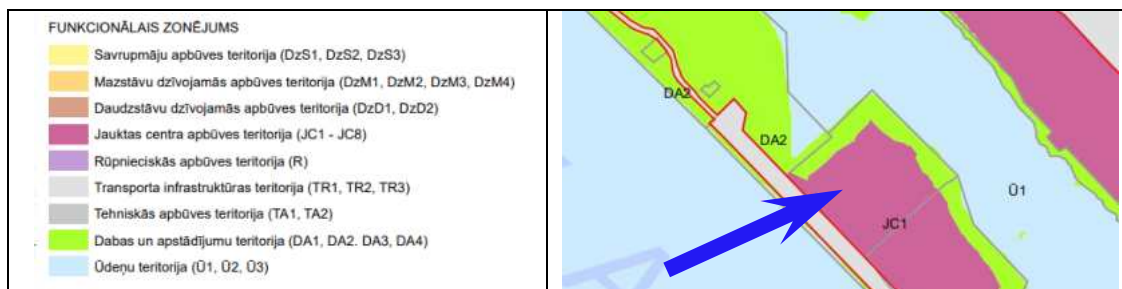 FUNKCIONĀLAIS ZONĒJUMS
Savrupmāju apbūves teritorija (DzS1, DzS2, DzS3)
Mazstāvu dzīvojamās apbūves teritorija (DzM1, DzM2, DzM3, DzM4)
Daudzstāvu dzīvojamās apbūves teritorija (DzD1, DzD2)
Jauktas centra apbūves teritorija (JC1 - JC8)
Rūpnieciskās apbūves teritorija (R)
Transporta infrastruktūras teritorija (TR1, TR2, TR3)
Tehniskās apbūves teritorija (TA1, TA2)
Dabas un apstādījumu teritorija (DA1, DA2. DA3, DA4)
Ūdeņu teritorija (Ū1, Ū2, Ū3)
DA2
DA2
Ū1
JC1